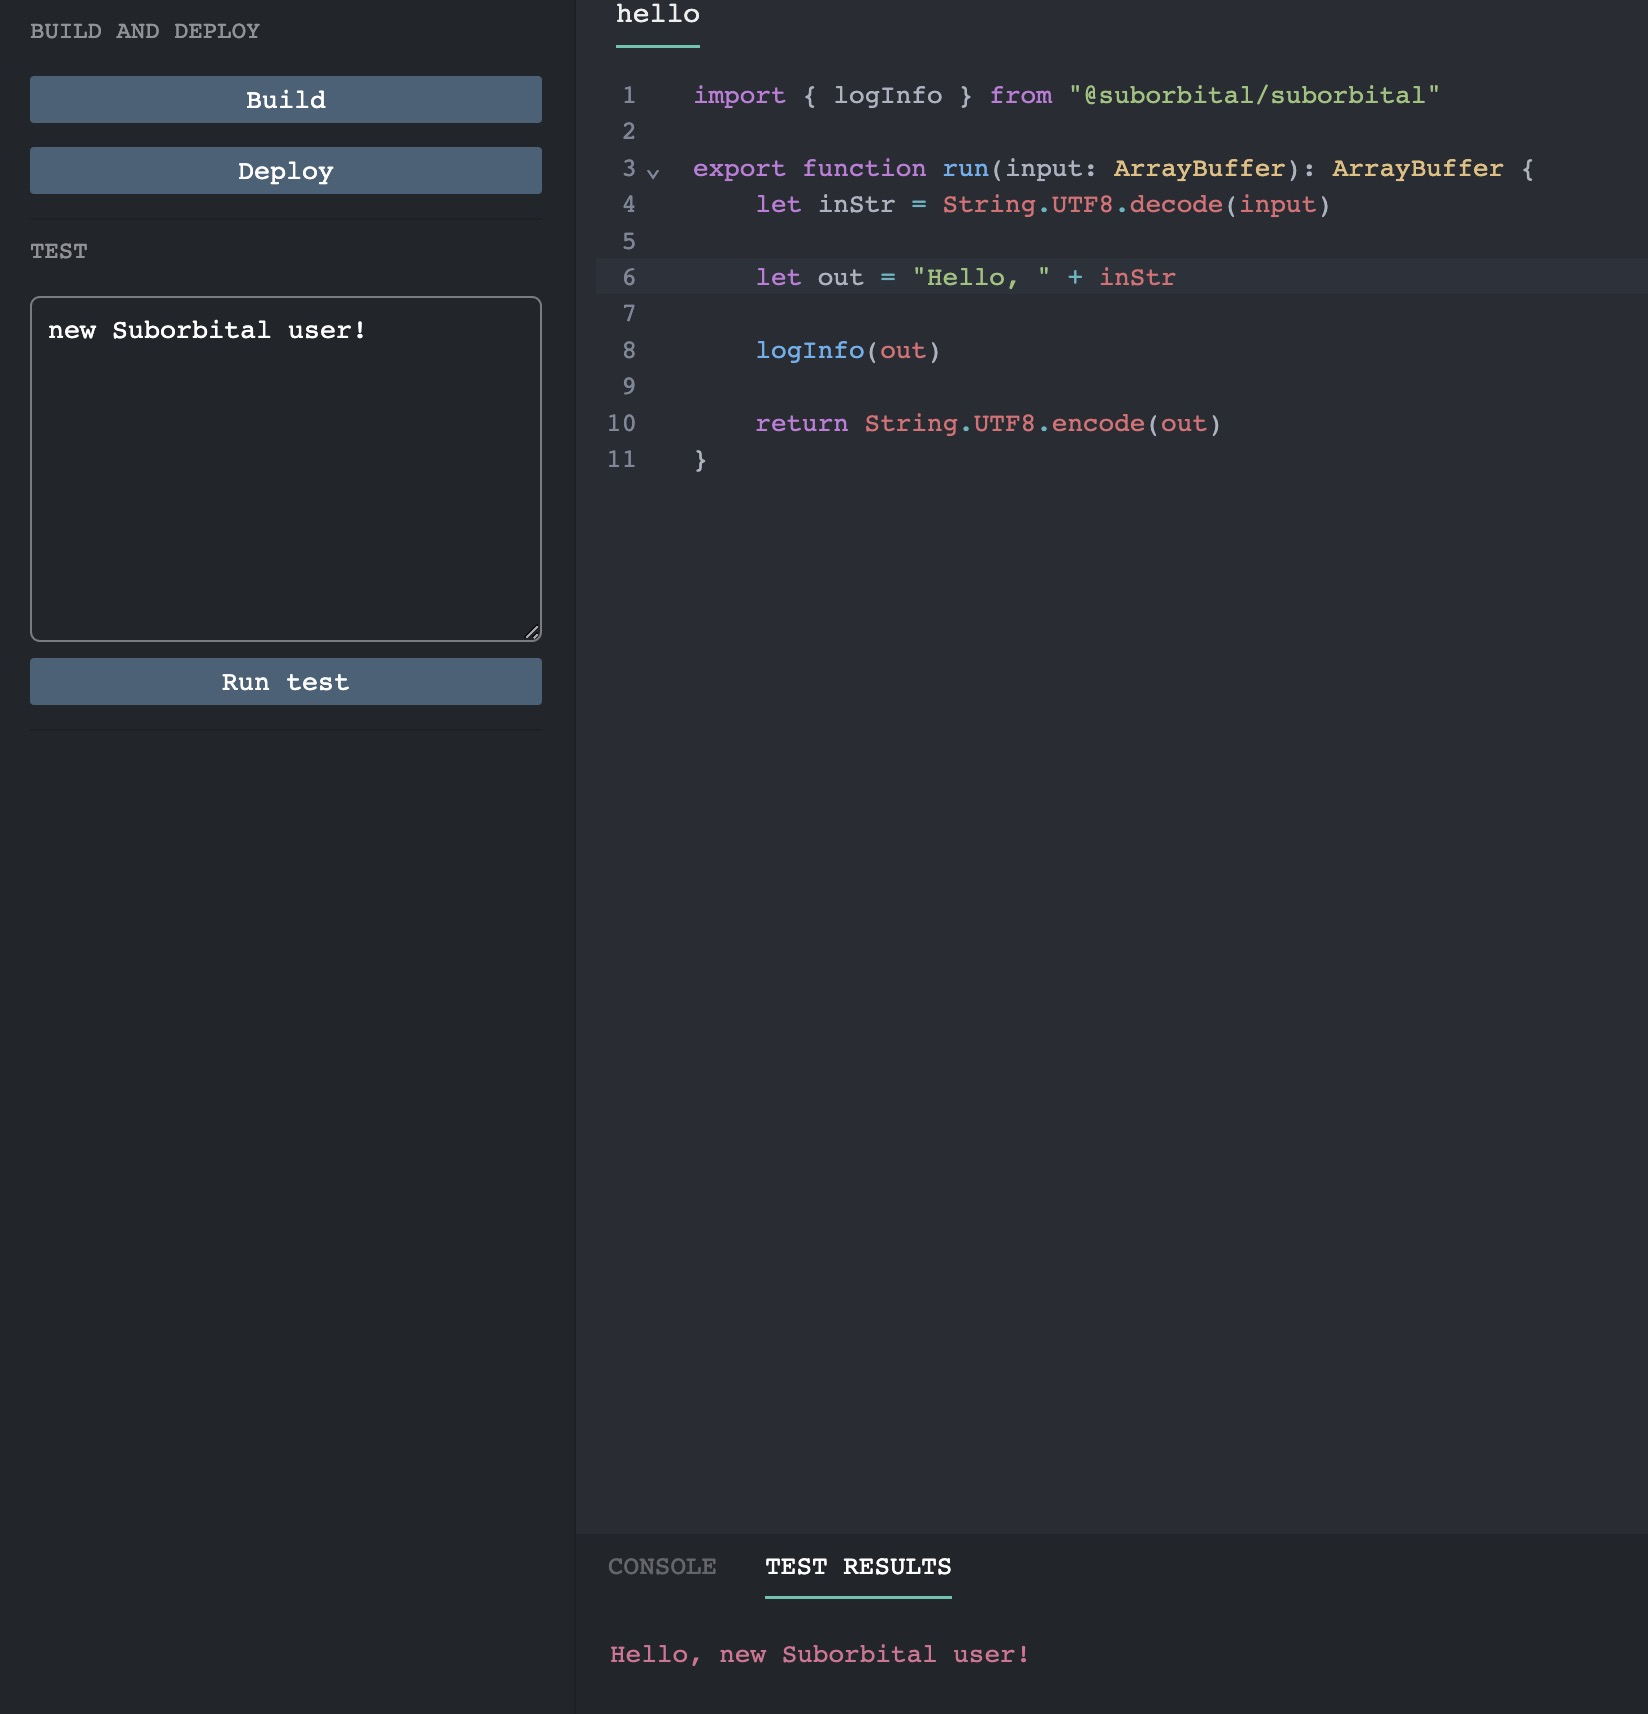 BUILD AND DEPLOY
Build
Deploy
TEST
new Suborbital user!
Run test
hello
1 import { logInfo } from "@suborbital/suborbital"
2
3 export function run(input: ArrayBuffer): ArrayBuffer {
4     let inStr = String.UTF8.decode(input)
5
6     let out = "Hello, " + inStr
7
8     logInfo(out)
9
10     return String.UTF8.encode(out)
11 }
CONSOLE TEST RESULTS
Hello, new Suborbital user!